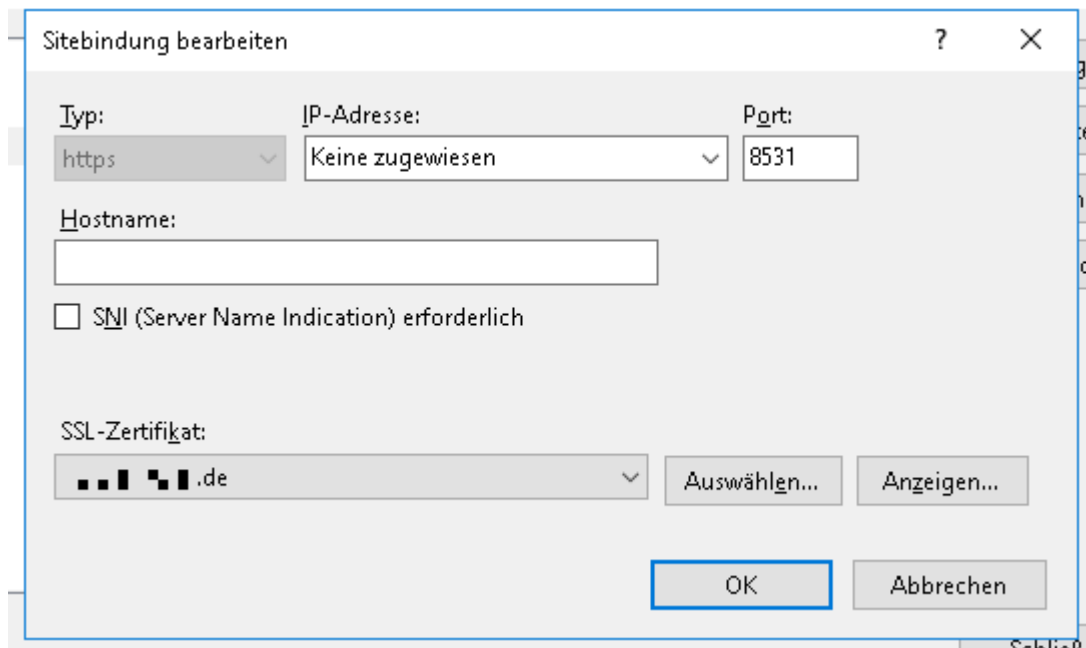 Sitebindung bearbeiten ? ×
Typ: IP-Adresse: Port:
https Keine zugewiesen 8531
Hostname:
SNI (Server Name Indication) erforderlich
SSL-Zertifikat:
.de Auswählen... Anzeigen...
OK Abbrechen